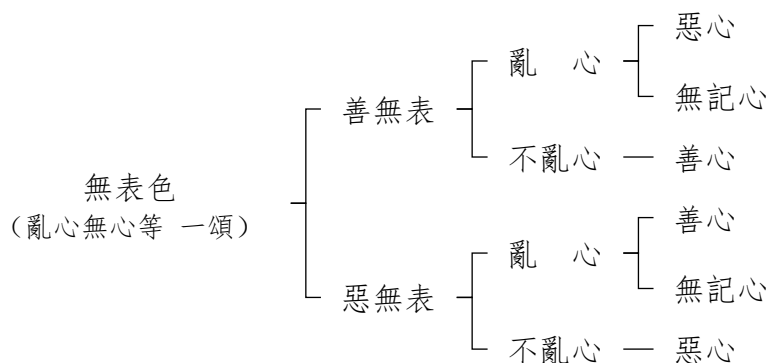 無表色
（亂心無心等 一頌）
善無表
亂　心
惡心
無記心
不亂心 — 善心
惡無表
亂　心
善心
無記心
不亂心 — 惡心